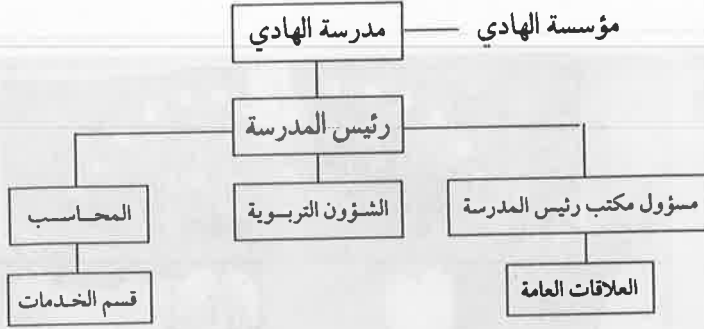 مؤسسة الهادي
مدرسة الهادي
رئيس المدرسة
مسؤول مكتب رئيس المدرسة
الشؤون التربوية
المحاسب
العلاقات العامة
قسم الخدمات